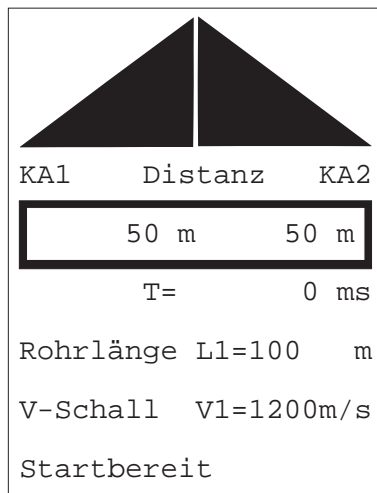 KA1 Distanz KA2
50 m 50 m
T= 0 ms
Rohrlänge L1=100 m
V-Schall V1=1200m/s
Startbereit